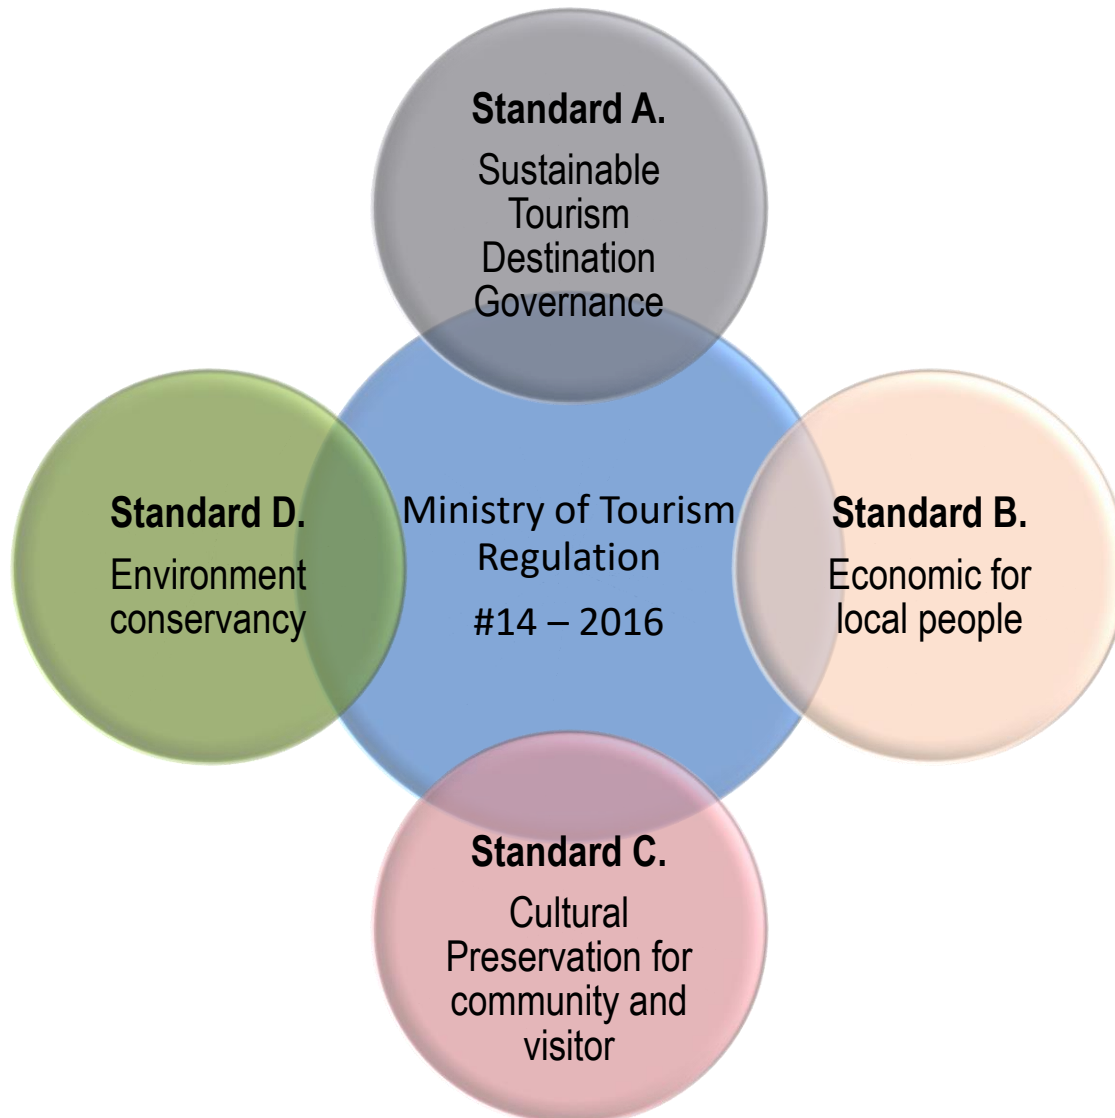 Standard A.
Sustainable
Tourism
Destination
Governance
Standard D.
Environment
conservancy
Ministry of Tourism
Regulation
#14 – 2016
Standard B.
Economic for
local people
Standard C.
Cultural
Preservation for
community and
visitor